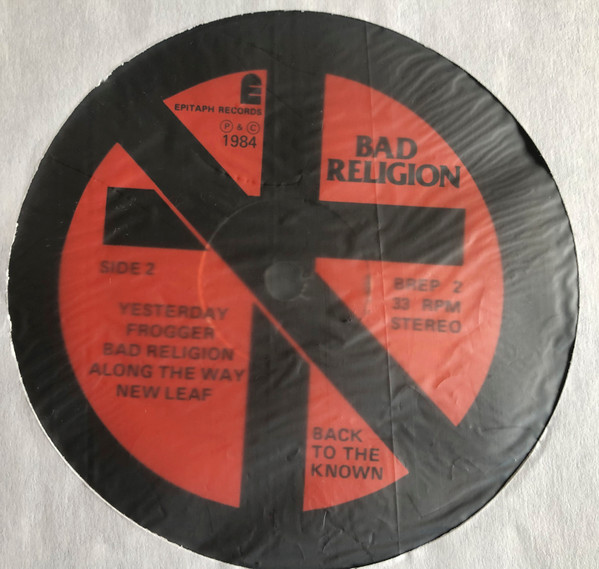 E
EPITAPH RECORDS
Ⓟ & ©
1984
BAD
RELIGION
SIDE 2
BREP 2
33 RPM
STEREO
YESTERDAY
FROGGER
BAD RELIGION
ALONG THE WAY
NEW LEAF
BACK
TO THE
KNOWN